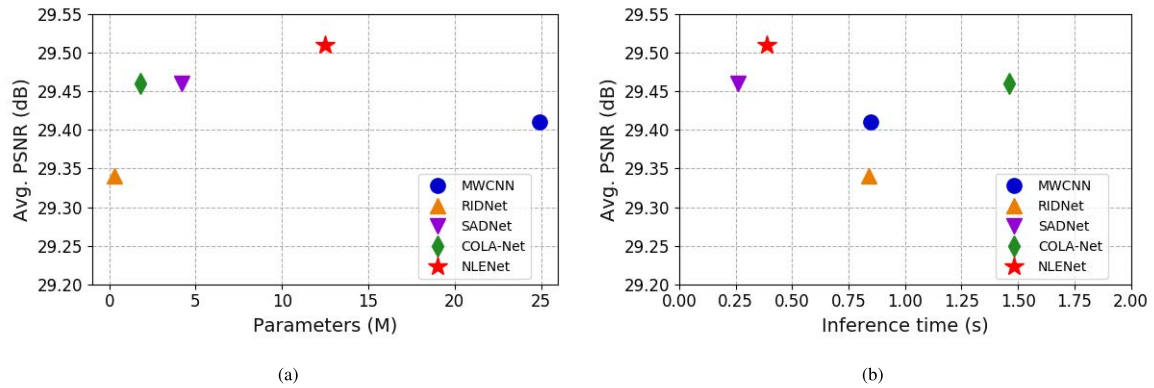 29.55
29.50
29.45
29.40
29.35
29.30
29.25
29.20
Avg. PSNR (dB)
0 5 10 15 20 25
Parameters (M)
MWCNN
RIDNet
SADNet
COLA-Net
NLENet
(a)
29.55
29.50
29.45
29.40
29.35
29.30
29.25
29.20
Avg. PSNR (dB)
0.00 0.25 0.50 0.75 1.00 1.25 1.50 1.75 2.00
Inference time (s)
MWCNN
RIDNet
SADNet
COLA-Net
NLENet
(b)